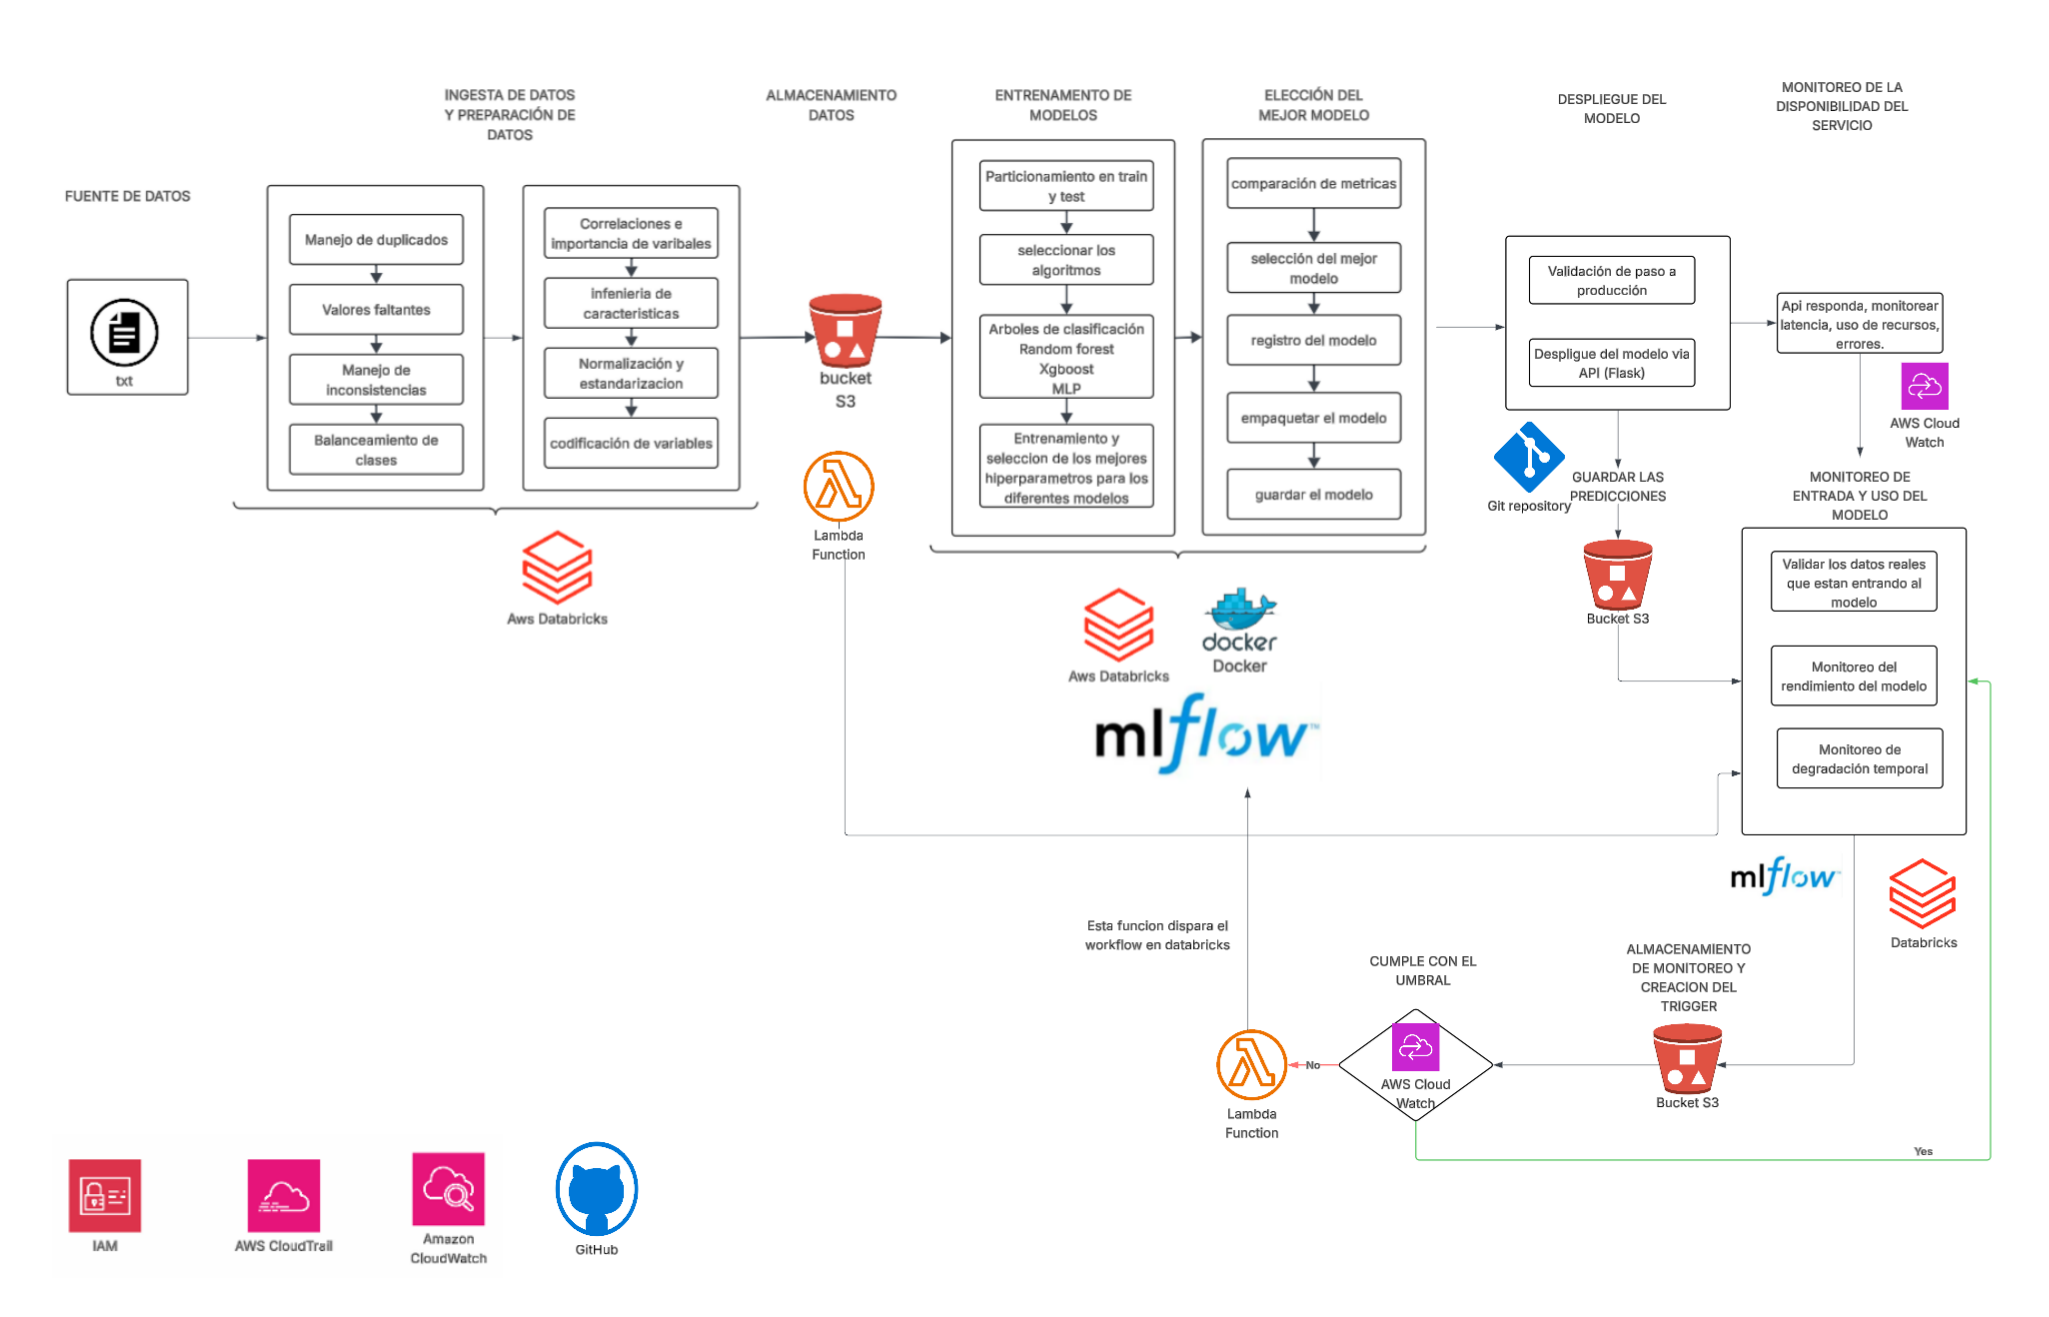 FUENTE DE DATOS
txt
INGESTA DE DATOS
Y PREPARACIÓN DE
DATOS
Manejo de duplicados
Valores faltantes
Manejo de
inconsistencias
Balanceamiento de
clases
Correlaciones e
importancia de varibales
infenieria de
caracteristicas
Normalización y
estandarizacion
codificación de variables
Aws Databricks
ALMACENAMIENTO
DATOS
bucket
S3
Lambda
Function
ENTRENAMENTO DE
MODELOS
Particionamiento en train
y test
seleccionar los
algoritmos
Arboles de clasificación
Random forest
Xgboost
MLP
Entrenamiento y
seleccion de los mejores
hiperparametros para los
diferentes modelos
ELECCIÓN DEL
MEJOR MODELO
comparación de metricas
selección del mejor
modelo
registro del modelo
empaquetar el modelo
guardar el modelo
Aws Databricks
docker
Docker
mlflow™
DESPLIEGUE DEL
MODELO
Validación de paso a
producción
Despligue del modelo via
API (Flask)
Git repository
GUARDAR LAS
PREDICCIONES
Bucket S3
MONITOREO DE LA
DISPONIBILIDAD DEL
SERVICIO
Api responda, monitorear
latencia, uso de recursos,
errores.
AWS Cloud
Watch
MONITOREO DE
ENTRADA Y USO DEL
MODELO
Validar los datos reales
que estan entrando al
modelo
Monitoreo del
rendimiento del modelo
Monitoreo de
degradación temporal
mlflow™
Databricks
ALMACENAMIENTO
DE MONITOREO Y
CREACION DEL
TRIGGER
Bucket S3
CUMPLE CON EL
UMBRAL
AWS Cloud
Watch
No
Yes
Lambda
Function
Esta funcion dispara el
workflow en databricks
IAM
AWS CloudTrail
Amazon
CloudWatch
GitHub